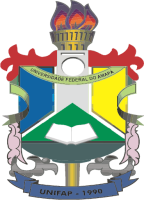 UNIVERSIDADE FEDERAL DO AMAPÁ
UNIFAP - 1990